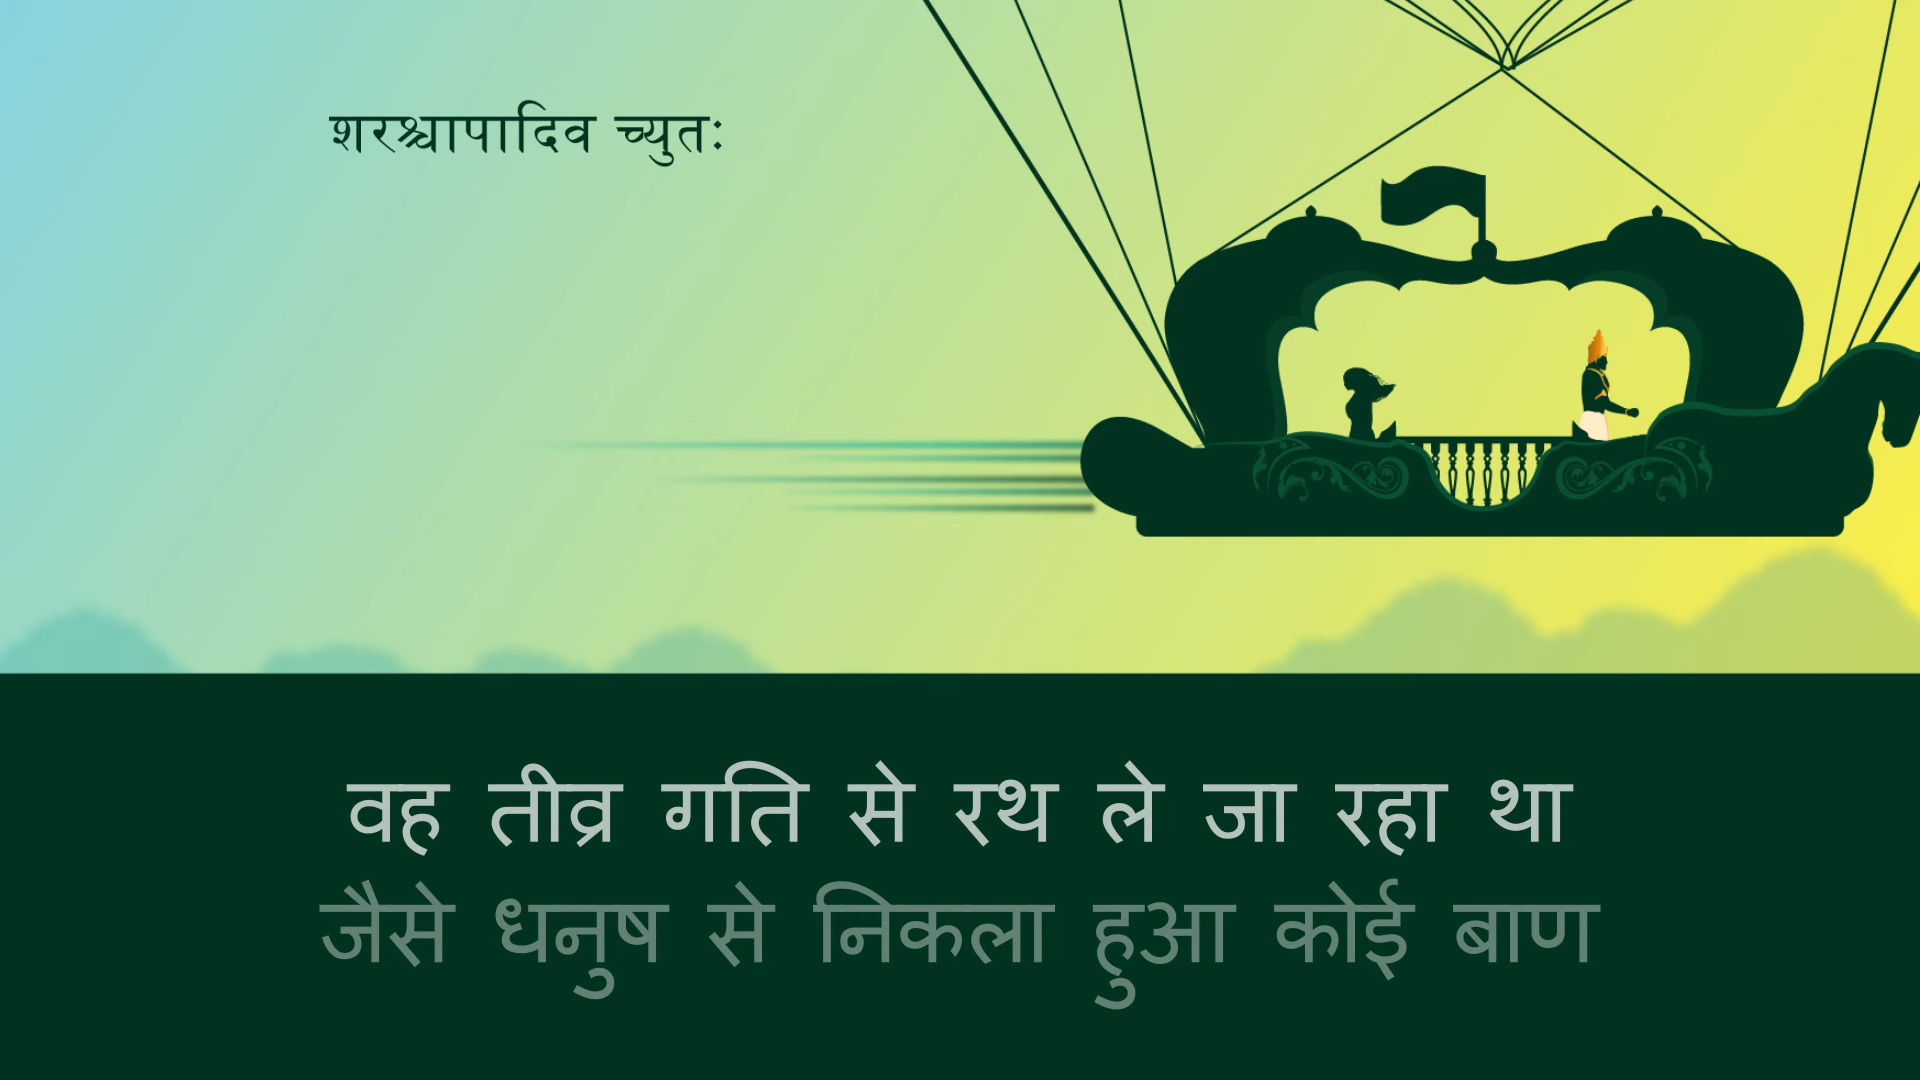 शरश्चापादिव च्युतः
वह तीव्र गति से रथ ले जा रहा था
जैसे धनुष से निकला हुआ कोई बाण